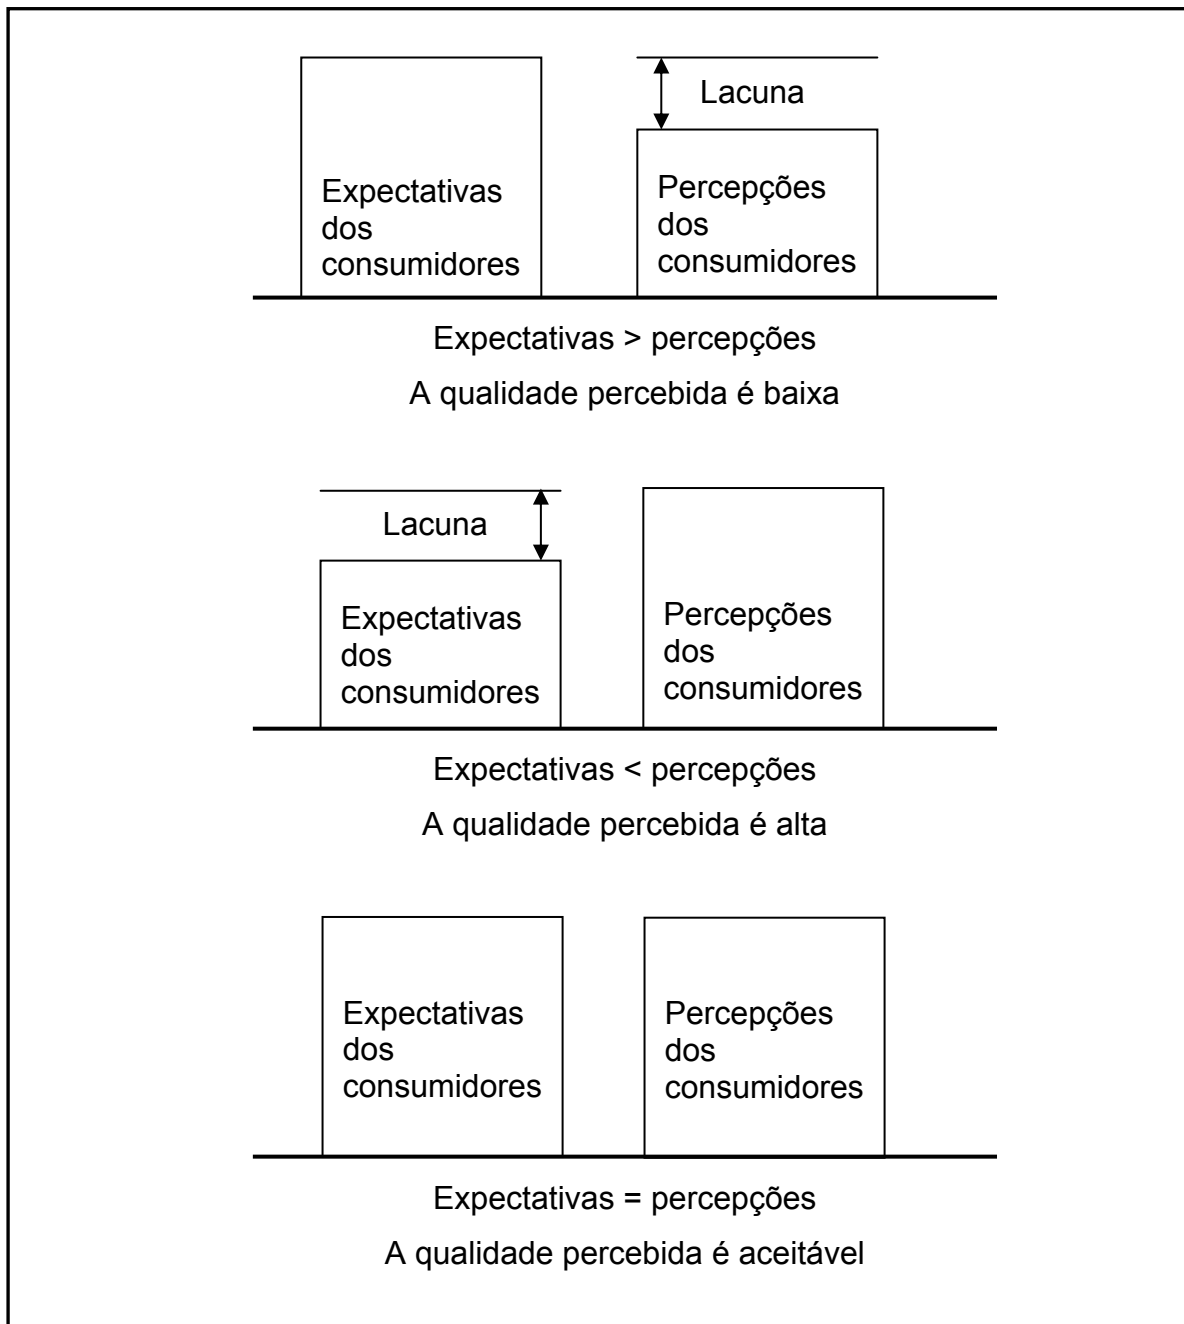 Lacuna
Expectativas
dos
consumidores
Percepções
dos
consumidores
Expectativas > percepções
A qualidade percebida é baixa
Lacuna
Expectativas
dos
consumidores
Percepções
dos
consumidores
Expectativas < percepções
A qualidade percebida é alta
Expectativas
dos
consumidores
Percepções
dos
consumidores
Expectativas = percepções
A qualidade percebida é aceitável